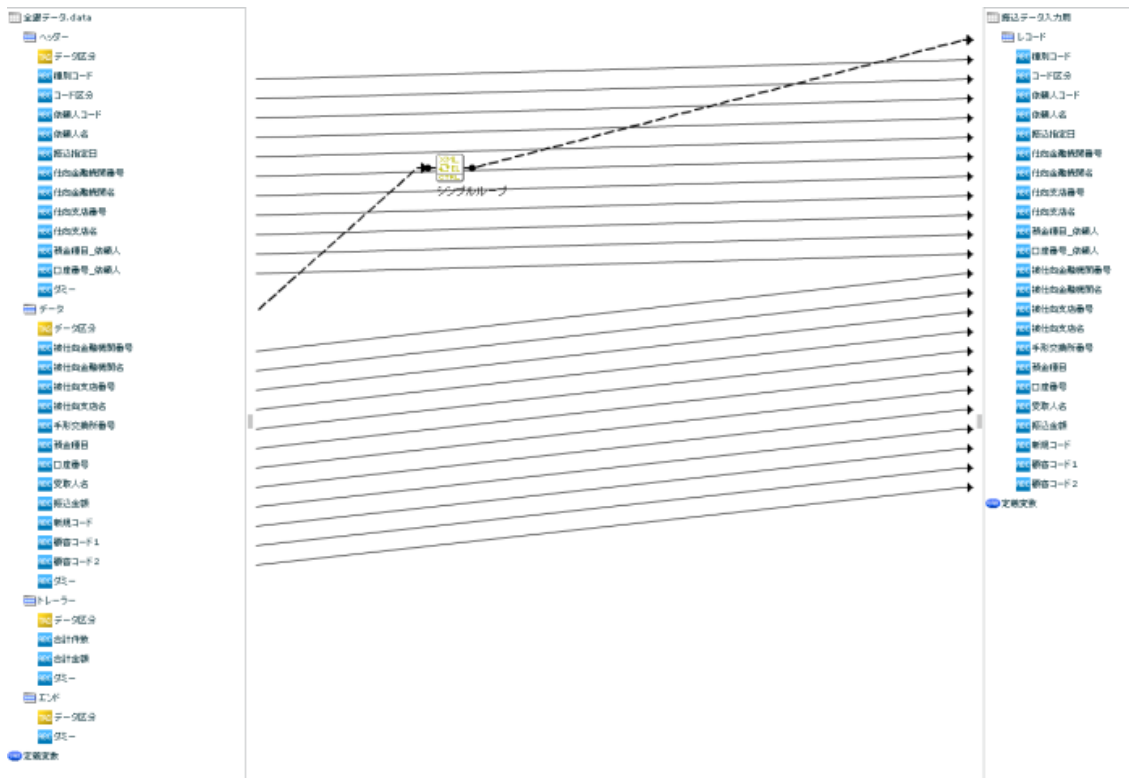 全銀データ.data
ヘッダー
データ区分
種別コード
コード区分
依頼人コード
依頼人名
振込指定日
仕向金融機関番号
仕向金融機関名
仕向支店番号
仕向支店名
預金種目_依頼人
口座番号_依頼人
ダミー
データ
データ区分
被仕向金融機関番号
被仕向金融機関名
被仕向支店番号
被仕向支店名
手形交換所番号
預金種目
口座番号
受取人名
振込金額
新規コード
顧客コード1
顧客コード2
ダミー
トレーラー
データ区分
合計件数
合計金額
ダミー
エンド
データ区分
ダミー
定義変数
シンプルループ
振込データ入力用
レコード
種別コード
コード区分
依頼人コード
依頼人名
振込指定日
仕向金融機関番号
仕向金融機関名
仕向支店番号
仕向支店名
預金種目_依頼人
口座番号_依頼人
被仕向金融機関番号
被仕向金融機関名
被仕向支店番号
被仕向支店名
手形交換所番号
預金種目
口座番号
受取人名
振込金額
新規コード
顧客コード1
顧客コード2
定義変数